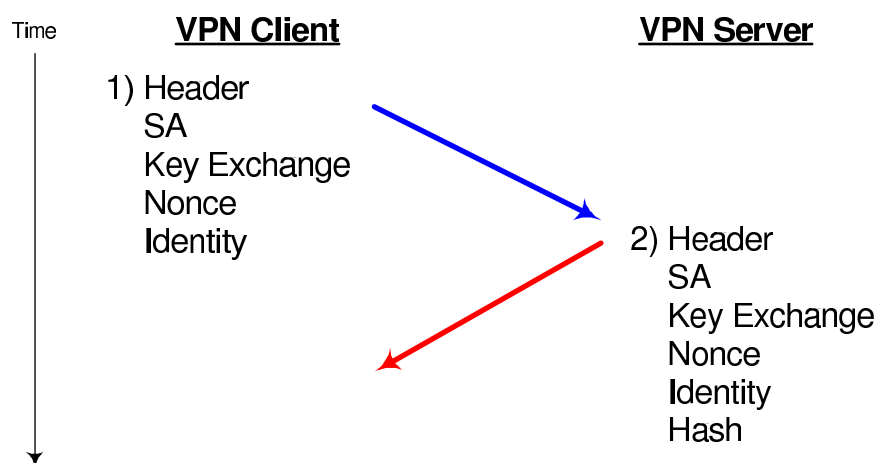 Time
VPN Client
VPN Server
1) Header
SA
Key Exchange
Nonce
Identity
2) Header
SA
Key Exchange
Nonce
Identity
Hash